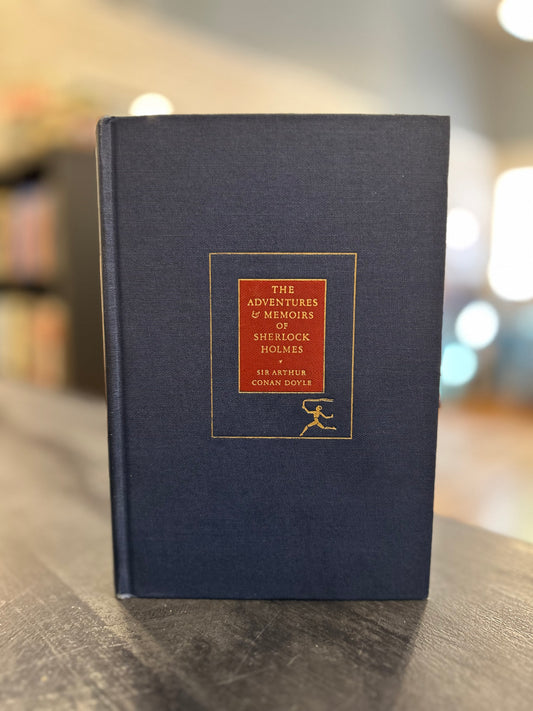 THE
ADVENTURES
& MEMOIRS
OF
SHERLOCK
HOLMES
SIR ARTHUR
CONAN DOYLE